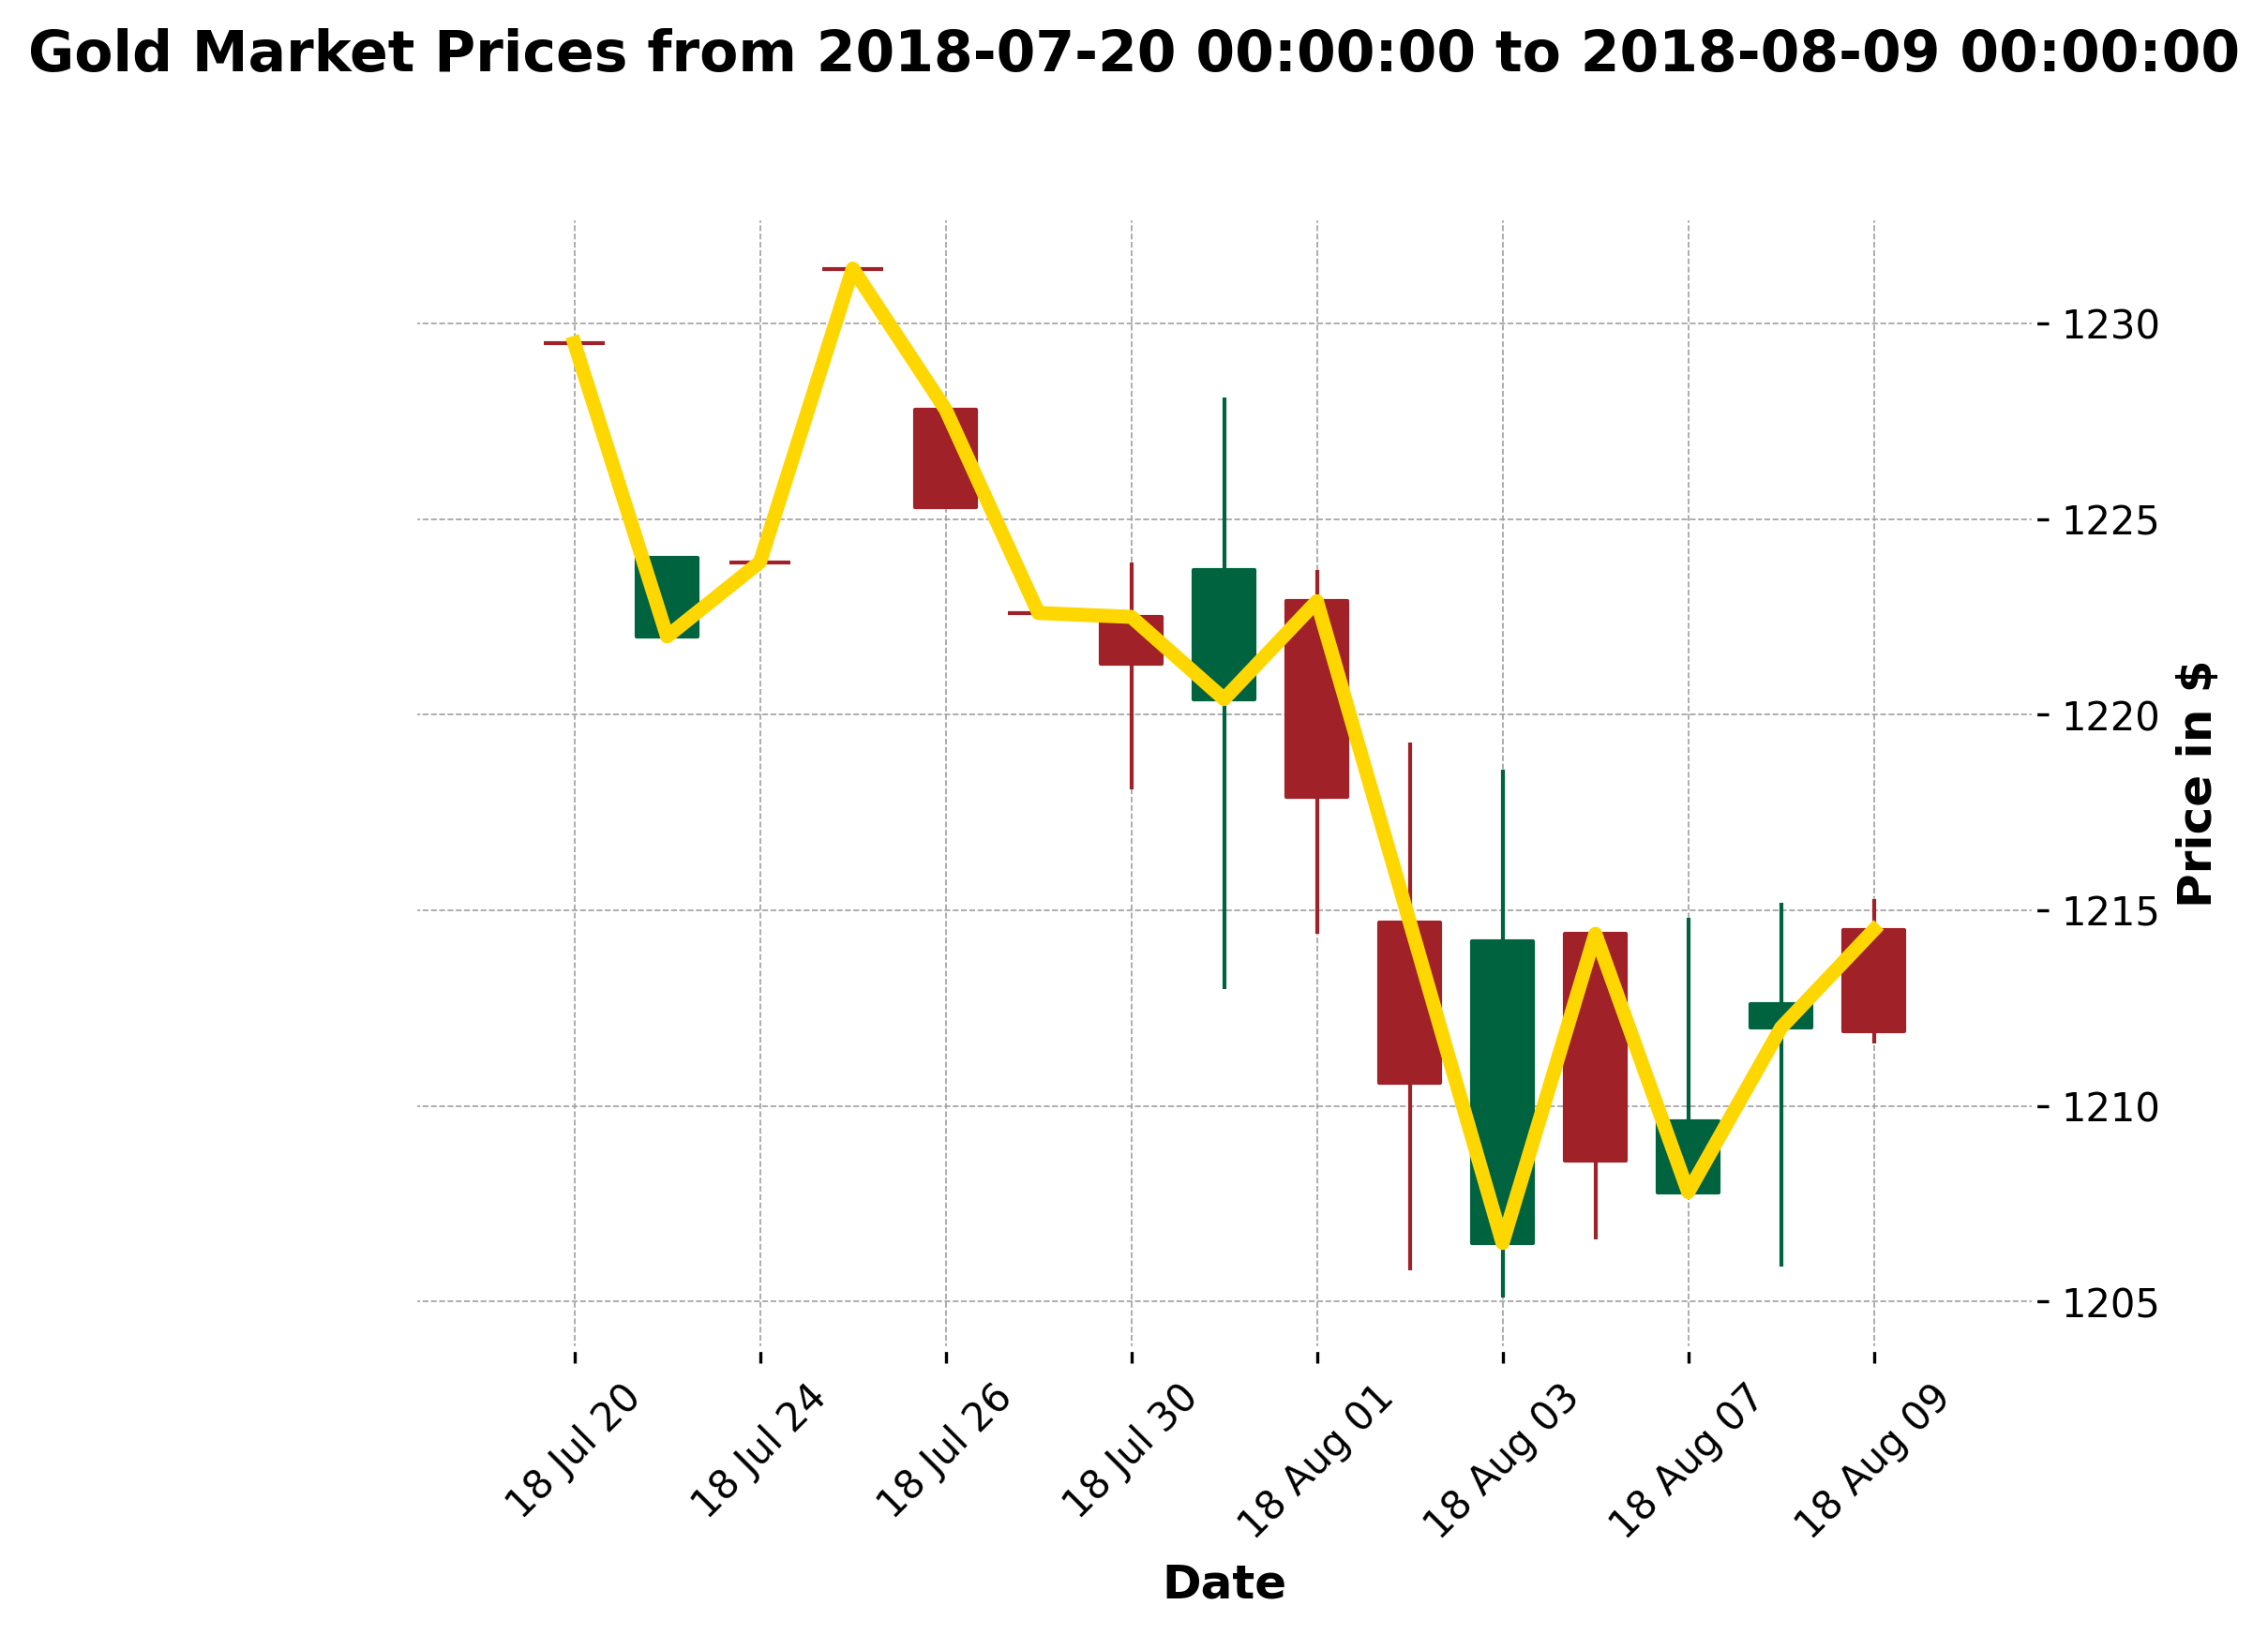 Gold Market Prices from 2018-07-20 00:00:00 to 2018-08-09 00:00:00
1230
1225
1220
1215
1210
1205
Price in $
18 Jul 20
18 Jul 24
18 Jul 26
18 Jul 30
18 Aug 01
18 Aug 03
18 Aug 07
18 Aug 09
Date